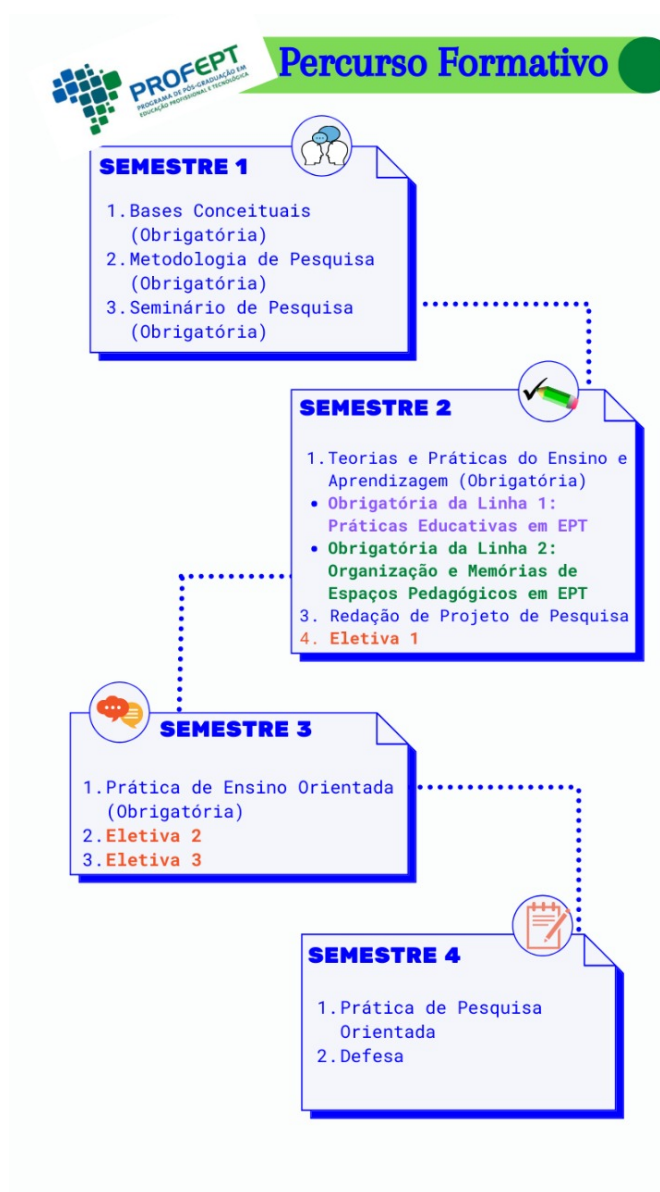 PROFEPT
PROGRAMA DE PÓS-GRADUAÇÃO EM
EDUCAÇÃO PROFISSIONAL E TECNOLÓGICA
Percurso Formativo
SEMESTRE 1
1. Bases Conceituais
(Obrigatória)
2. Metodologia de Pesquisa
(Obrigatória)
3. Seminário de Pesquisa
(Obrigatória)
SEMESTRE 2
1. Teorias e Práticas do Ensino e
Aprendizagem (Obrigatória)
• Obrigatória da Linha 1:
Práticas Educativas em EPT
• Obrigatória da Linha 2:
Organização e Memórias de
Espaços Pedagógicos em EPT
3. Redação de Projeto de Pesquisa
4. Eletiva 1
SEMESTRE 3
1. Prática de Ensino Orientada
(Obrigatória)
2. Eletiva 2
3. Eletiva 3
SEMESTRE 4
1. Prática de Pesquisa
Orientada
2. Defesa